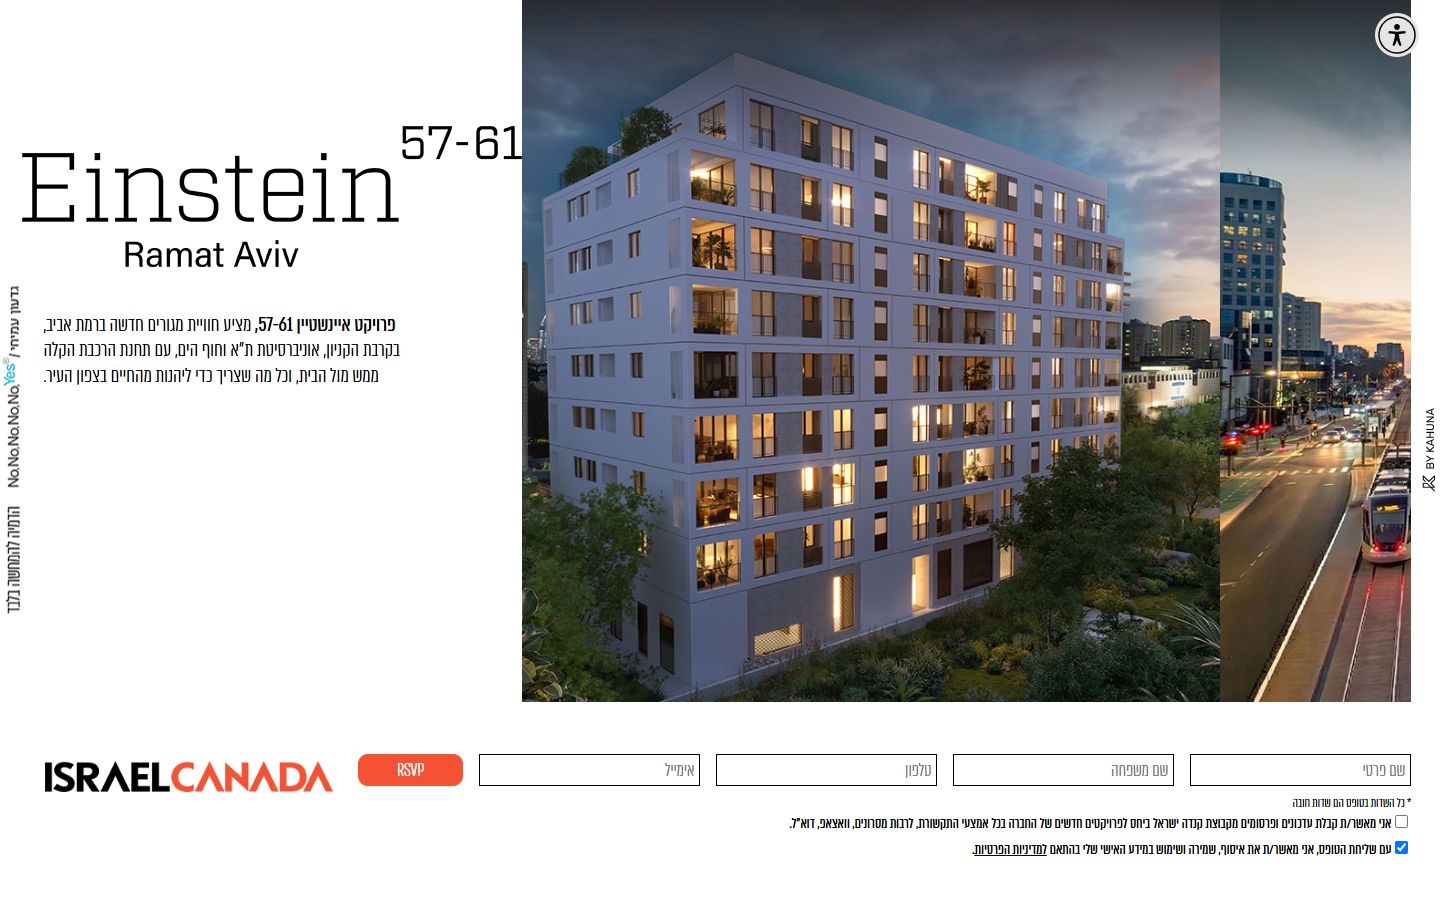 57-61
Einstein
Ramat Aviv
פרויקט איינשטיין 57-61, מציע חוויית מגורים חדשה ברמת אביב,
בקרבת הקניון, אוניברסיטת ת"א וחוף הים, עם תחנת הרכבת הקלה
ממש מול הבית, וכל מה שצריך כדי ליהנות מהחיים בצפון העיר.
גדעון עמיחי / No,No,No,No,No,Yes®
הדמיה להמחשה בלבד
BY KAHUNA
שם פרטי
שם משפחה
טלפון
אימייל
RSVP
ISRAELCANADA
* כל השדות בטופס הם שדות חובה
אני מאשר/ת קבלת עדכונים ופרסומים מקבוצת קנדה ישראל ביחס לפרויקטים חדשים של החברה בכל אמצעי התקשורת, לרבות מסרונים, וואצאפ, דוא"ל.
עם שליחת הטופס, אני מאשר/ת את איסוף, שמירה ושימוש במידע האישי שלי בהתאם למדיניות הפרטיות.